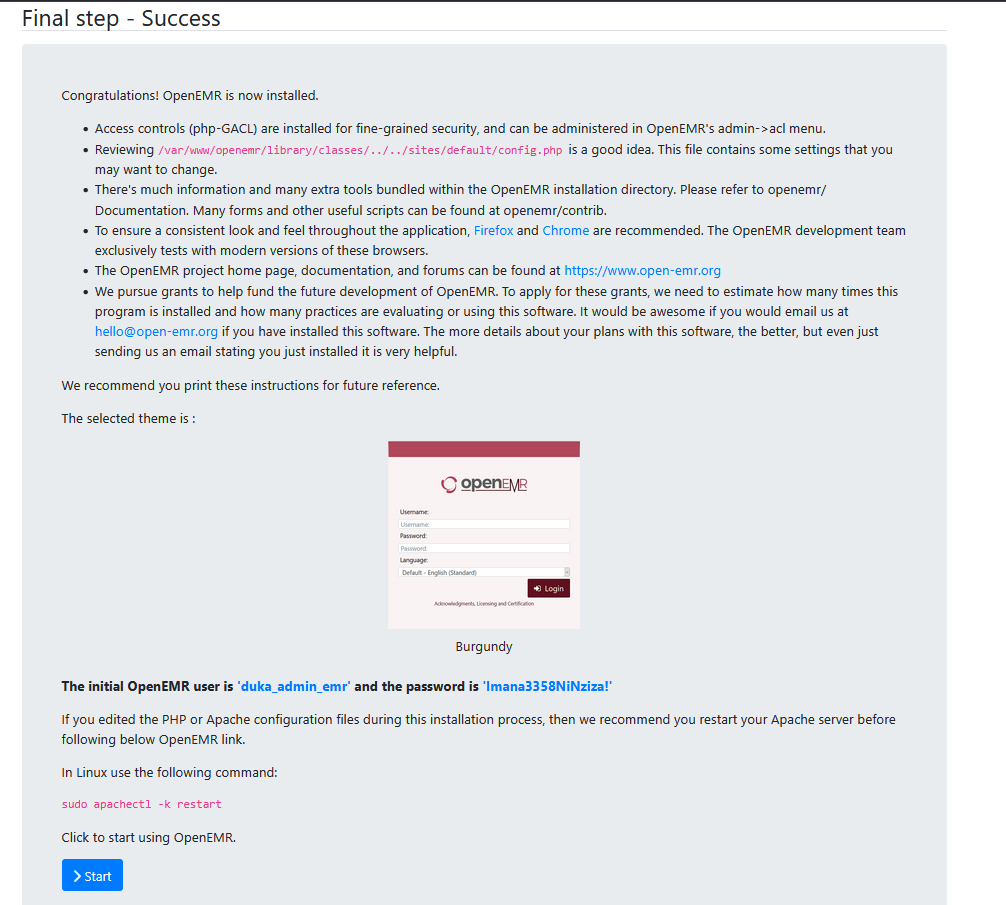 Final step - Success
Congratulations! OpenEMR is now installed.
• Access controls (php-GACL) are installed for fine-grained security, and can be administered in OpenEMR's admin->acl menu.
• Reviewing /var/www/openemr/library/classes/../../sites/default/config.php is a good idea. This file contains some settings that you
may want to change.
• There's much information and many extra tools bundled within the OpenEMR installation directory. Please refer to openemr/
Documentation. Many forms and other useful scripts can be found at openemr/contrib.
• To ensure a consistent look and feel throughout the application, Firefox and Chrome are recommended. The OpenEMR development team
exclusively tests with modern versions of these browsers.
• The OpenEMR project home page, documentation, and forums can be found at https://www.open-emr.org
• We pursue grants to help fund the future development of OpenEMR. To apply for these grants, we need to estimate how many times this
program is installed and how many practices are evaluating or using this software. It would be awesome if you would email us at
hello@open-emr.org if you have installed this software. The more details about your plans with this software, the better, but even just
sending us an email stating you just installed it is very helpful.
We recommend you print these instructions for future reference.
The selected theme is :
openEMR
Username:
Username:
Password:
Password:
Language:
Default - English (Standard)
Login
Acknowledgments, Licensing and Certification
Burgundy
The initial OpenEMR user is 'duka_admin_emr' and the password is 'Imana3358NiNziza!'
If you edited the PHP or Apache configuration files during this installation process, then we recommend you restart your Apache server before
following below OpenEMR link.
In Linux use the following command:
sudo apachectl -k restart
Click to start using OpenEMR.
Start